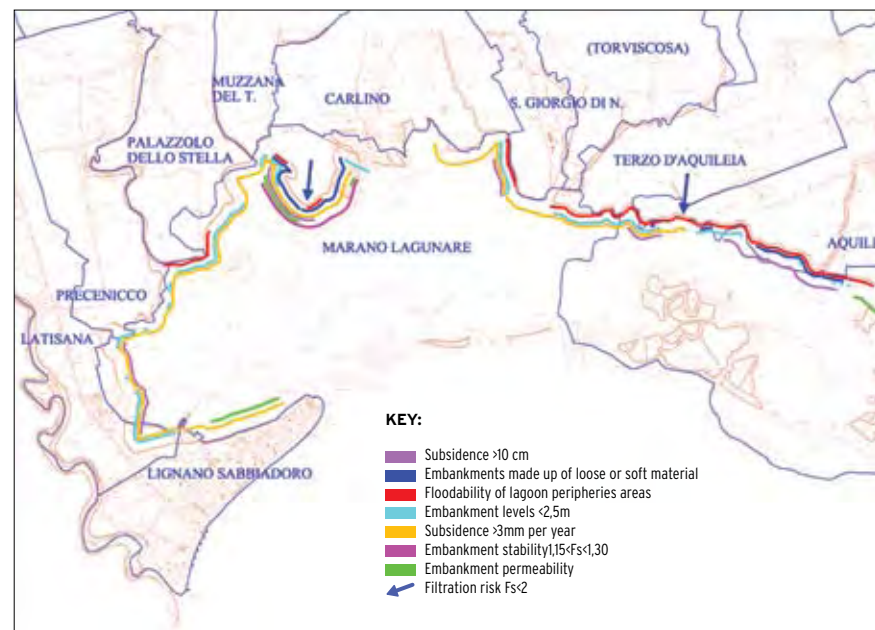 (TORVISCOSA)
MUZZANA
DEL T.
CARLINO
S. GIORGIO DI N.
PALAZZOLO
DELLO STELLA
TERZO D'AQUILEIA
MARANO LAGUNARE
AQUILE
PRECENICCO
LATISANA
LIGNANO SABBIADORO
KEY:
Subsidence >10 cm
Embankments made up of loose or soft material
Floodability of lagoon peripheries areas
Embankment levels <2,5m
Subsidence >3mm per year
Embankment stability1,15<Fs<1,30
Embankment permeability
Filtration risk Fs<2